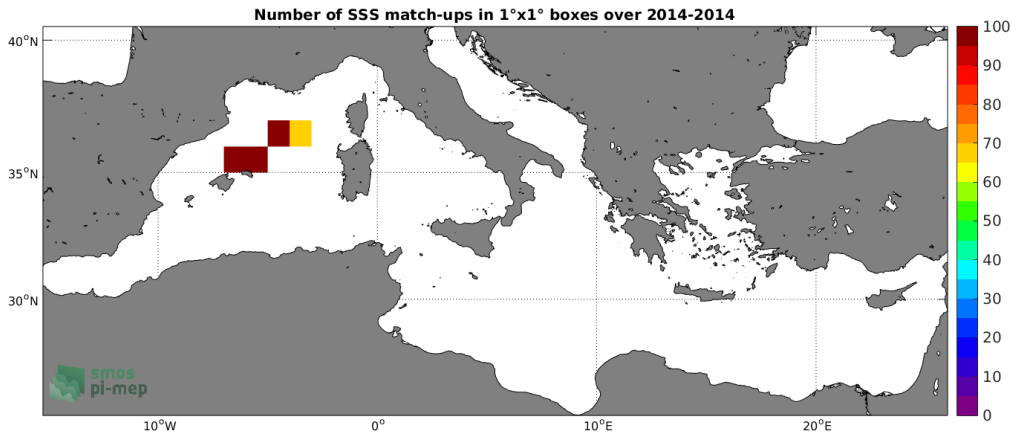 Number of SSS match-ups in 1°x1° boxes over 2014-2014
40°N
35°N
30°N
10°W
0°
10°E
20°E
100
90
80
70
60
50
40
30
20
10
0
smos
pi-mep